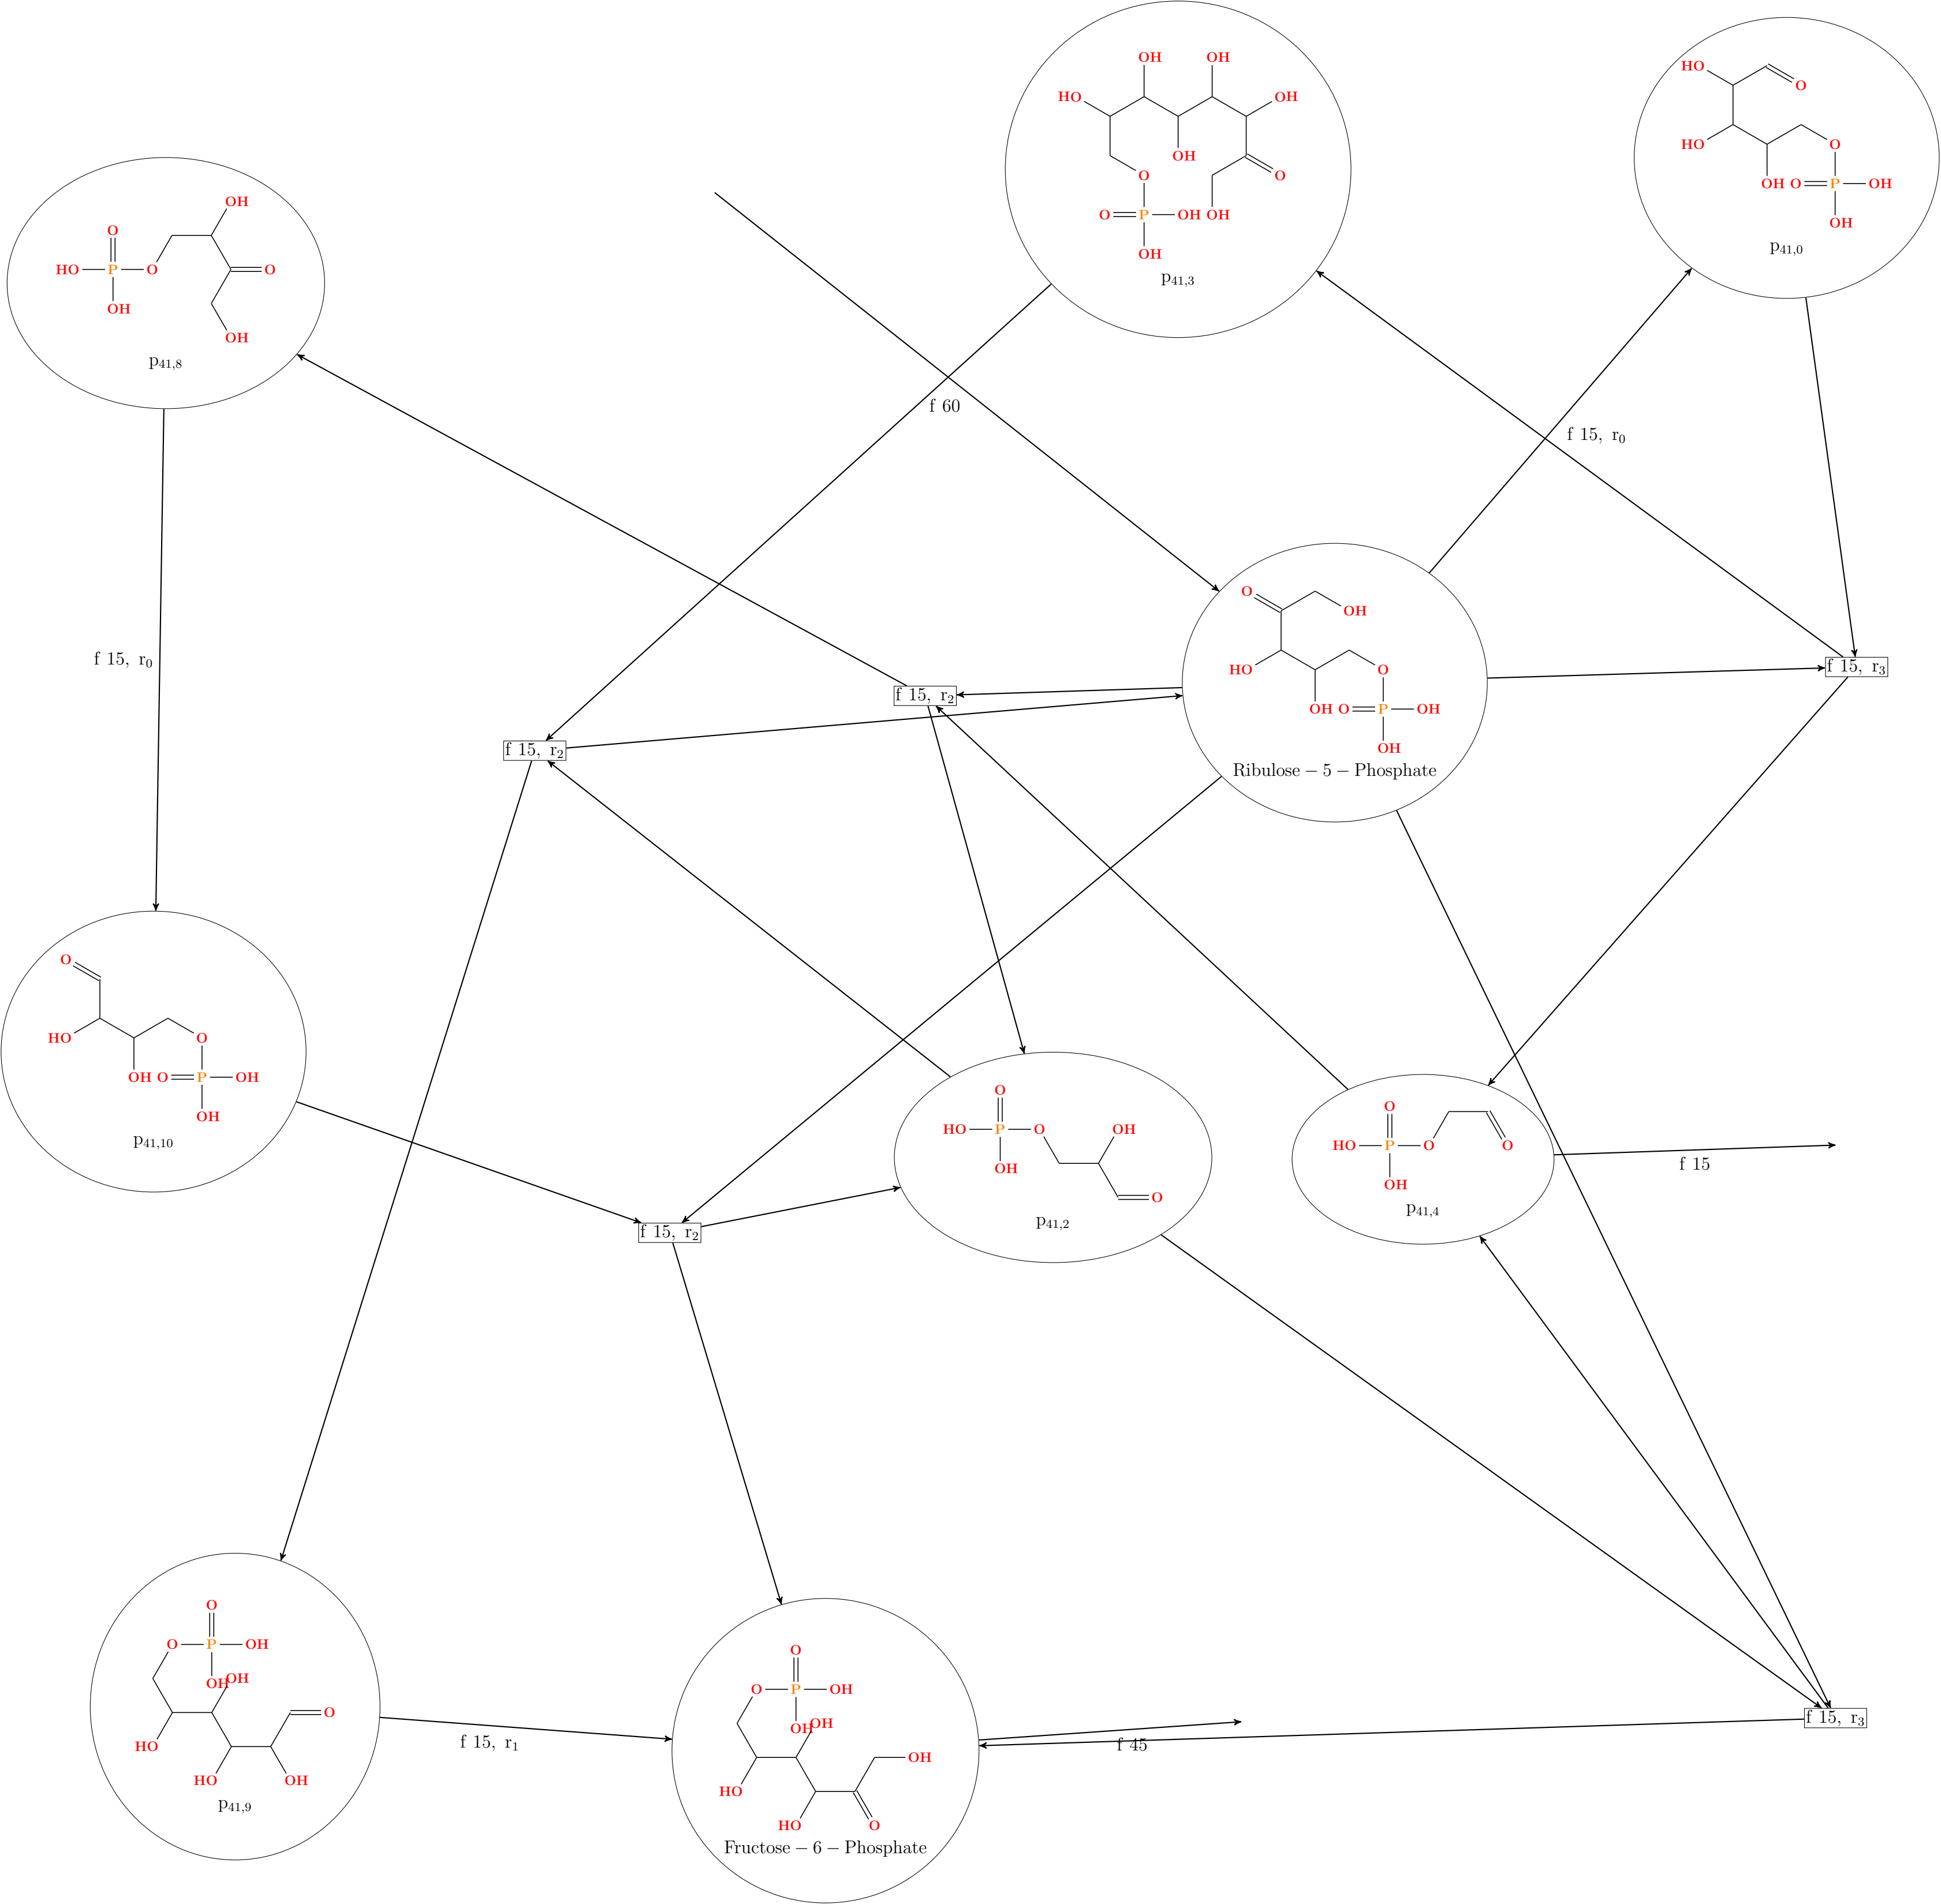 OH
OH
HO
OH
OH
O
O
O
P
OH
OH
OH
p41,3
HO
O
HO
O
OH
O
P
OH
OH
p41,0
OH
O
HO
P
O
O
OH
OH
p41,8
f 60
f 15, r0
O
OH
HO
O
OH
O
P
OH
OH
Ribulose − 5 − Phosphate
f 15, r3
f 15, r2
f 15, r2
f 15, r0
O
HO
O
OH
O
P
OH
OH
p41,10
O
HO
P
O
OH
OH
O
p41,2
O
HO
P
O
O
OH
p41,4
f 15
f 15, r2
O
O
P
OH
OH
OH
O
HO
HO
OH
p41,9
f 15, r1
O
O
P
OH
OH
OH
OH
HO
HO
O
Fructose − 6 − Phosphate
f 45
f 15, r3